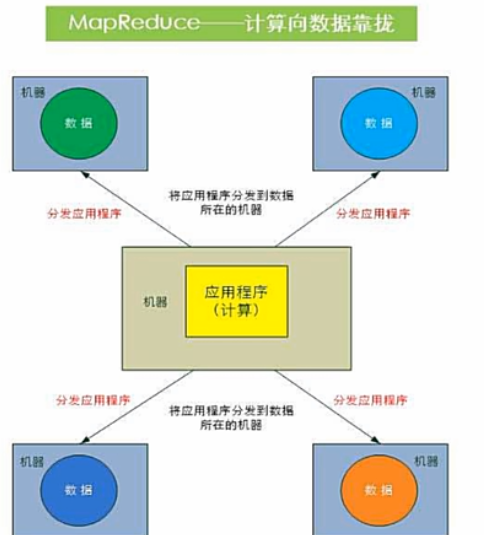 MapReduce——计算向数据靠拢
机器
数据
机器
数据
将应用程序分发到数据
所在的机器
分发应用程序
分发应用程序
机器
应用程序
（计算）
分发应用程序
分发应用程序
将应用程序分发到数据
所在的机器
机器
数据
机器
数据